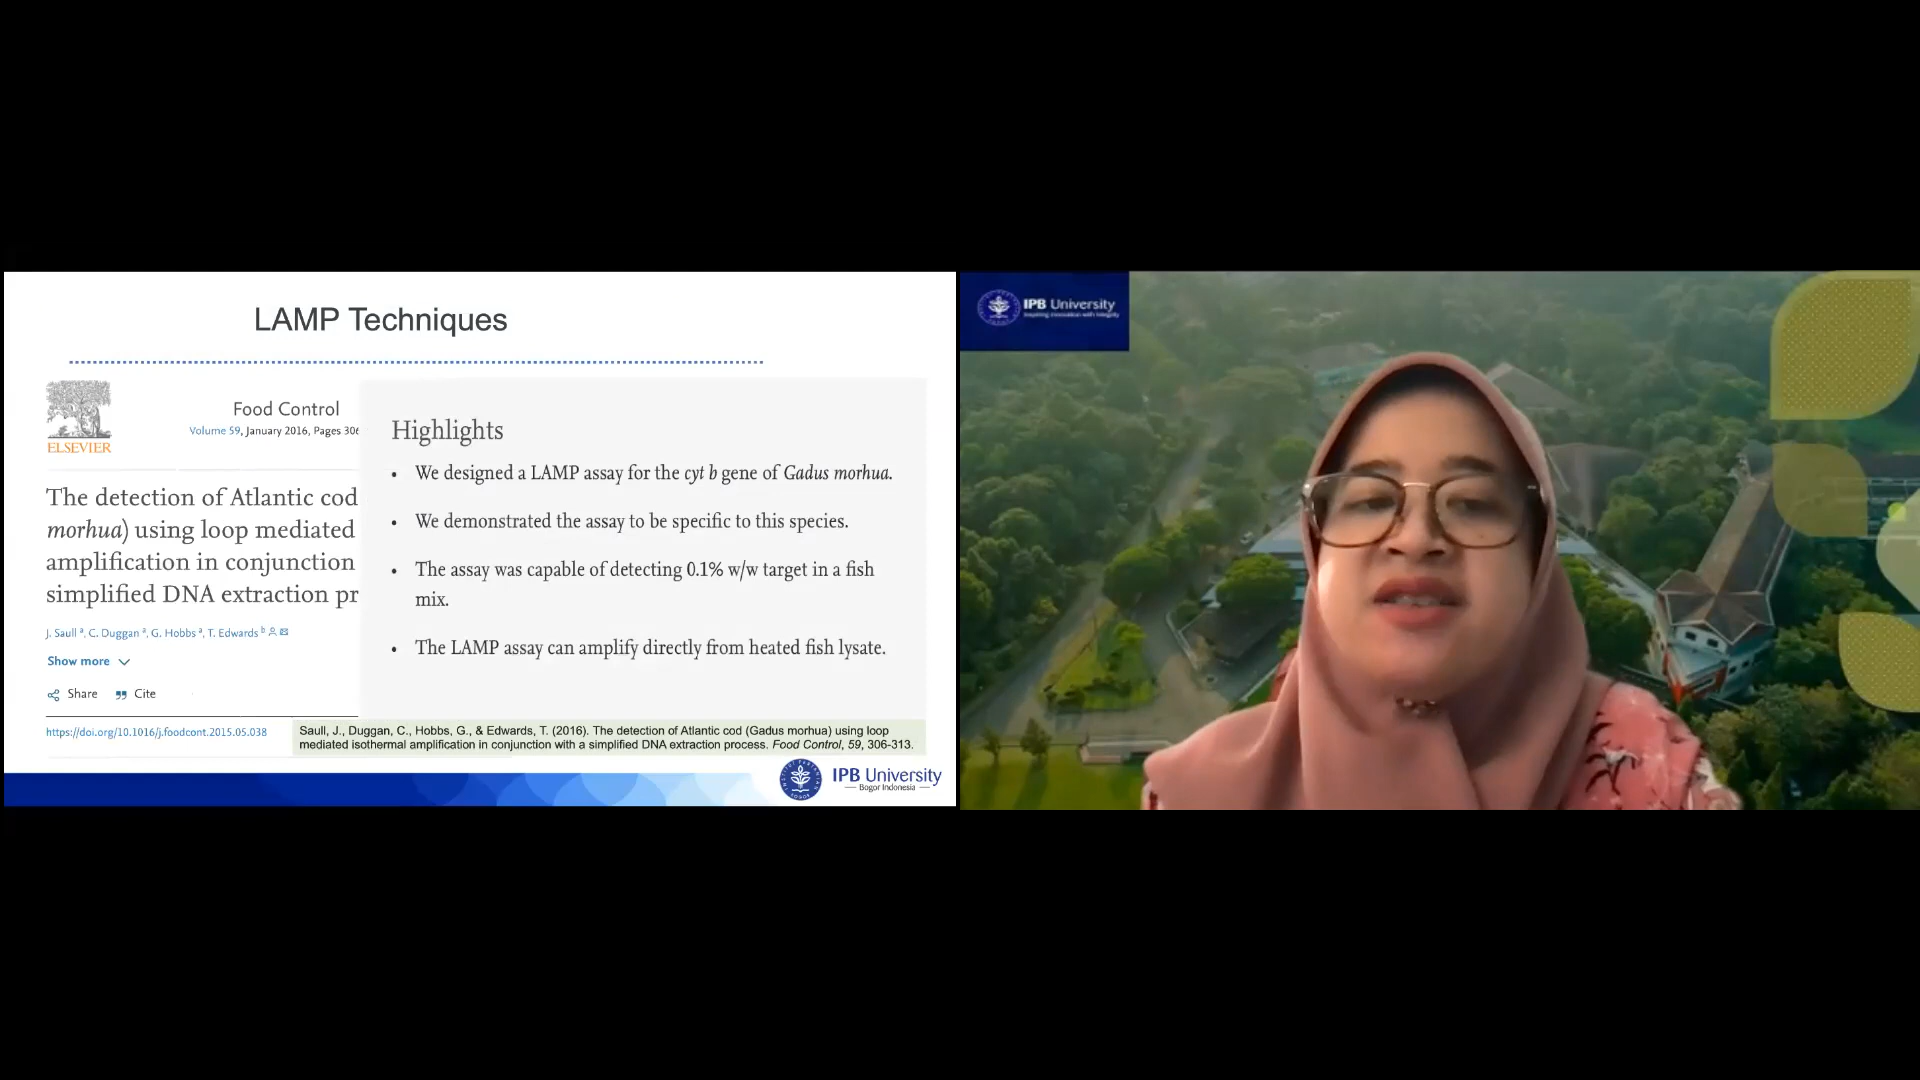 LAMP Techniques
ELSEVIER
Food Control
Volume 59, January 2016, Pages 306
The detection of Atlantic cod
morhua) using loop mediated
amplification in conjunction
simplified DNA extraction pr
J. Saull a, C. Duggan a, G. Hobbs a, T. Edwards b
Show more
Share Cite
https://doi.org/10.1016/j.foodcont.2015.05.038
Highlights
• We designed a LAMP assay for the cyt b gene of Gadus morhua.
• We demonstrated the assay to be specific to this species.
• The assay was capable of detecting 0.1% w/w target in a fish
mix.
• The LAMP assay can amplify directly from heated fish lysate.
Saull, J., Duggan, C., Hobbs, G., & Edwards, T. (2016). The detection of Atlantic cod (Gadus morhua) using loop
mediated isothermal amplification in conjunction with a simplified DNA extraction process. Food Control, 59, 306-313.
IPB University
Bogor Indonesia
IPB University
Inspiring Innovation with Integrity